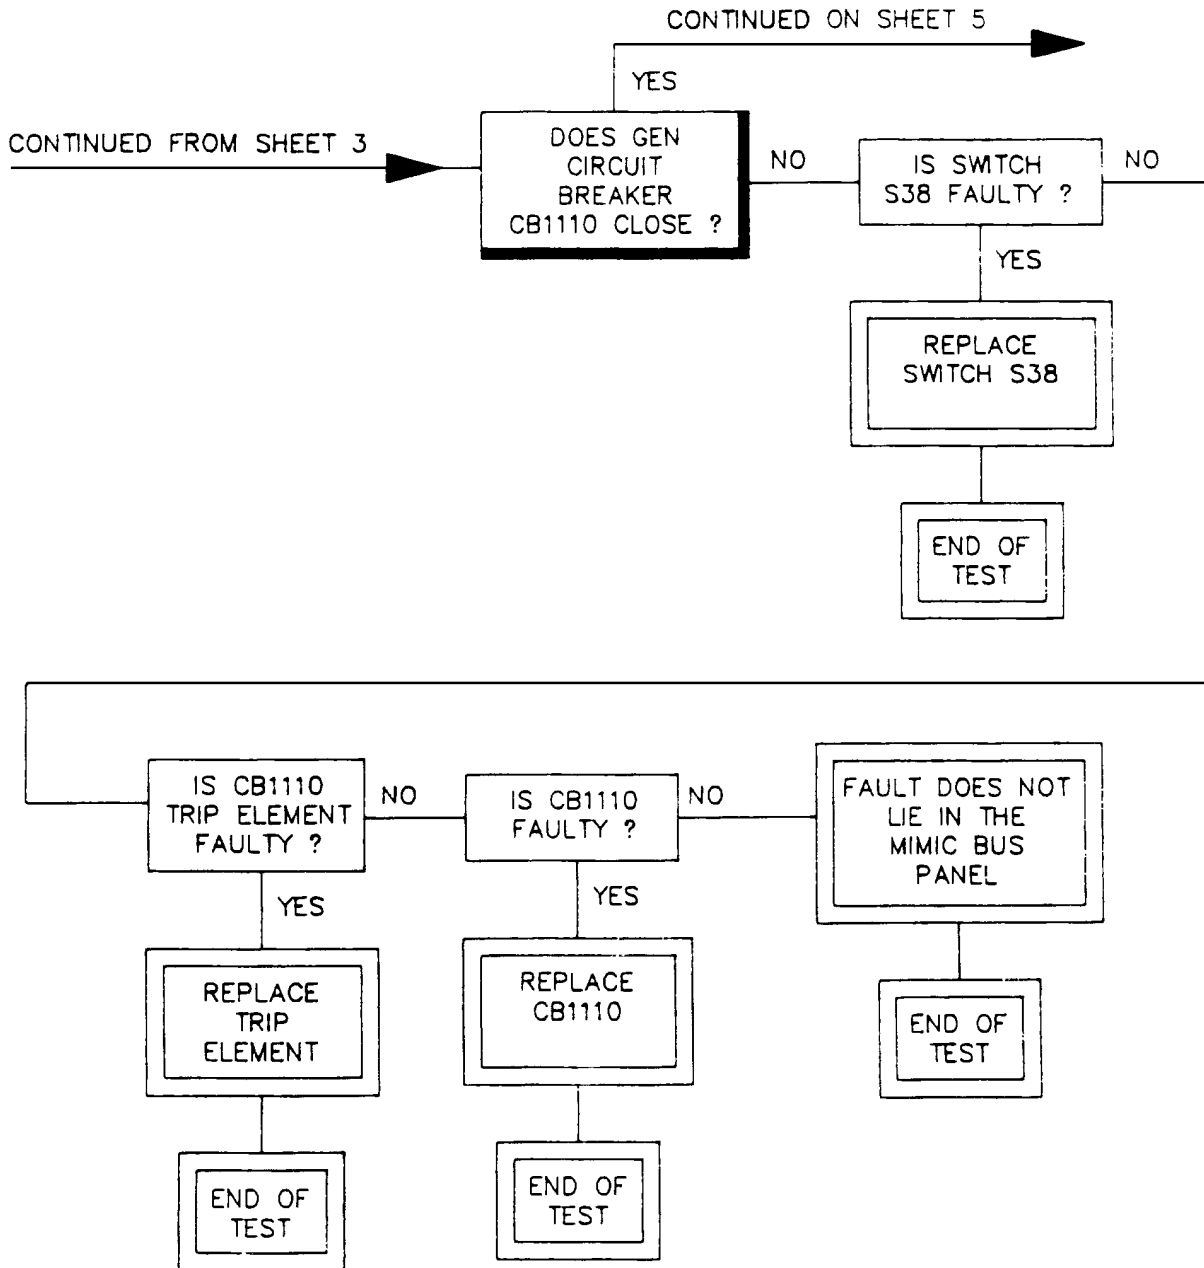 CONTINUED ON SHEET 5
YES
CONTINUED FROM SHEET 3
DOES GEN
CIRCUIT
BREAKER
CB1110 CLOSE ?
NO
IS SWITCH
S38 FAULTY ?
NO
YES
REPLACE
SWITCH S38
END OF
TEST
IS CB1110
TRIP ELEMENT
FAULTY ?
NO
IS CB1110
FAULTY ?
NO
FAULT DOES NOT
LIE IN THE
MIMIC BUS
PANEL
YES
YES
REPLACE
TRIP
ELEMENT
REPLACE
CB1110
END OF
TEST
END OF
TEST
END OF
TEST